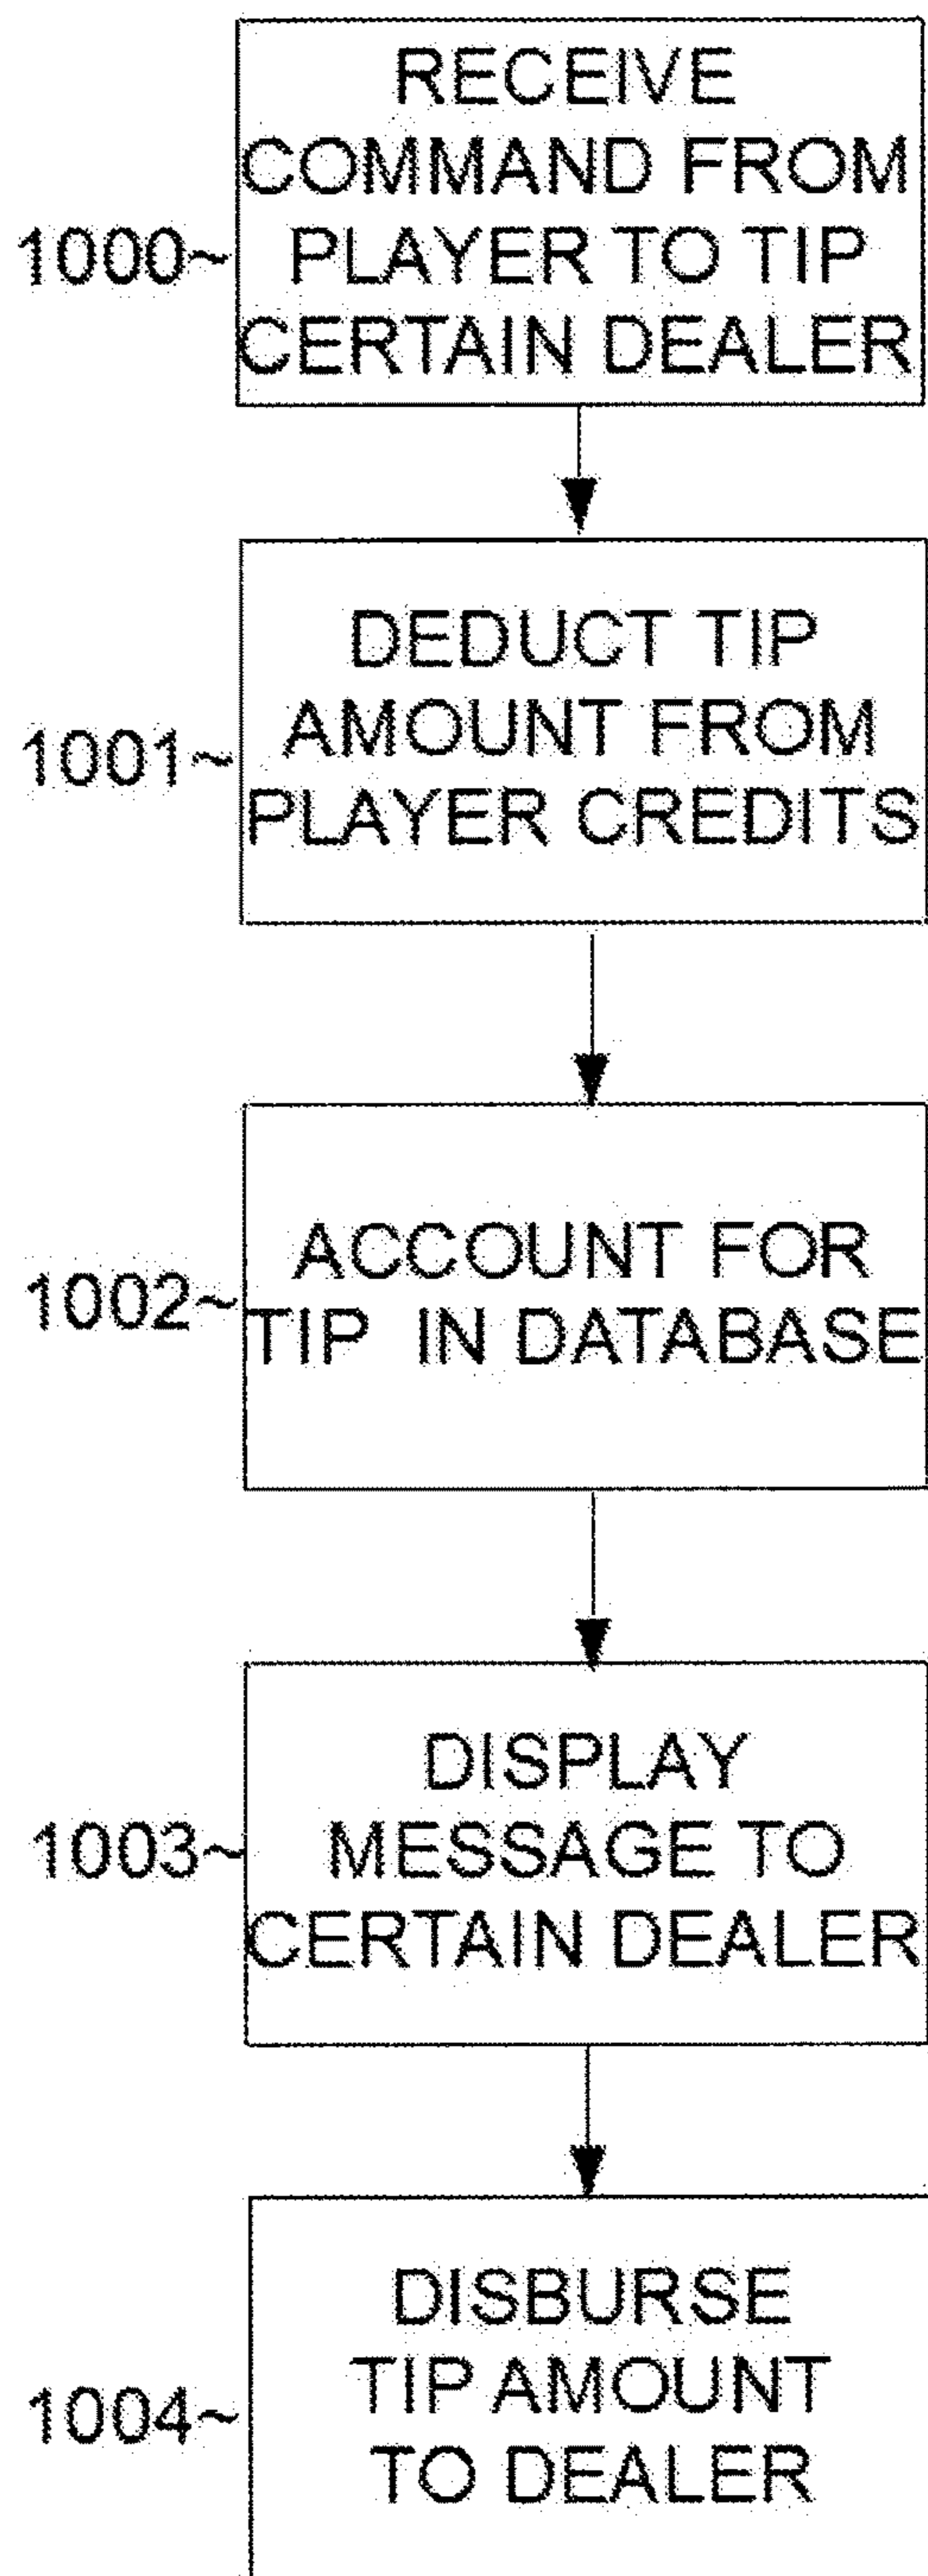 RECEIVE
COMMAND FROM
1000~ PLAYER TO TIP
CERTAIN DEALER
DEDUCT TIP
1001~ AMOUNT FROM
PLAYER CREDITS
ACCOUNT FOR
1002~ TIP IN DATABASE
DISPLAY
1003~ MESSAGE TO
CERTAIN DEALER
DISBURSE
1004~ TIP AMOUNT
TO DEALER